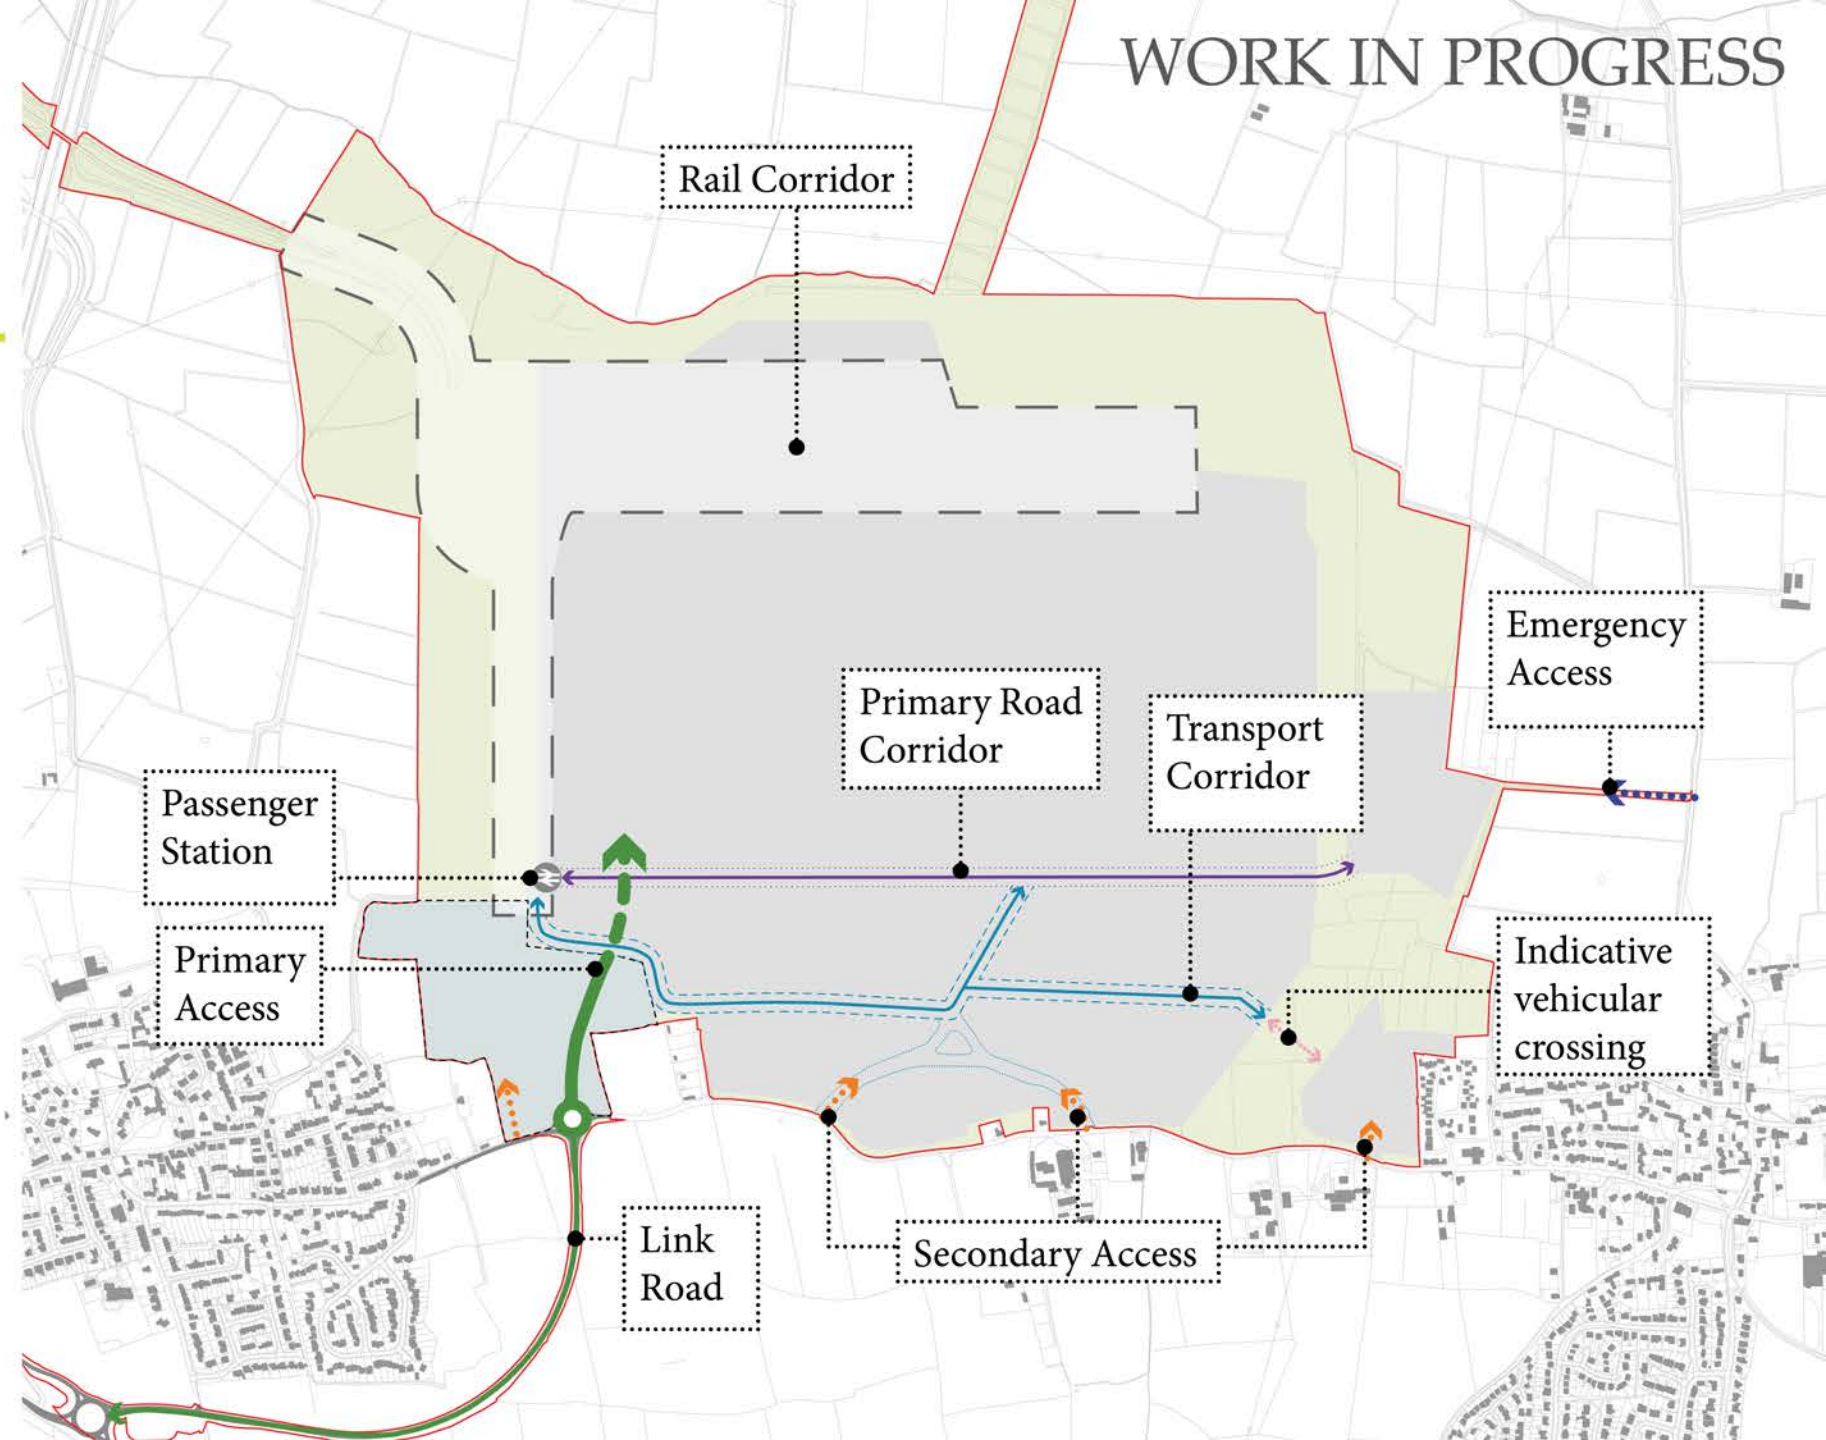 WORK IN PROGRESS
Rail Corridor
Emergency
Access
Primary Road
Corridor
Transport
Corridor
Passenger
Station
Primary
Access
Indicative
vehicular
crossing
Link
Road
Secondary Access